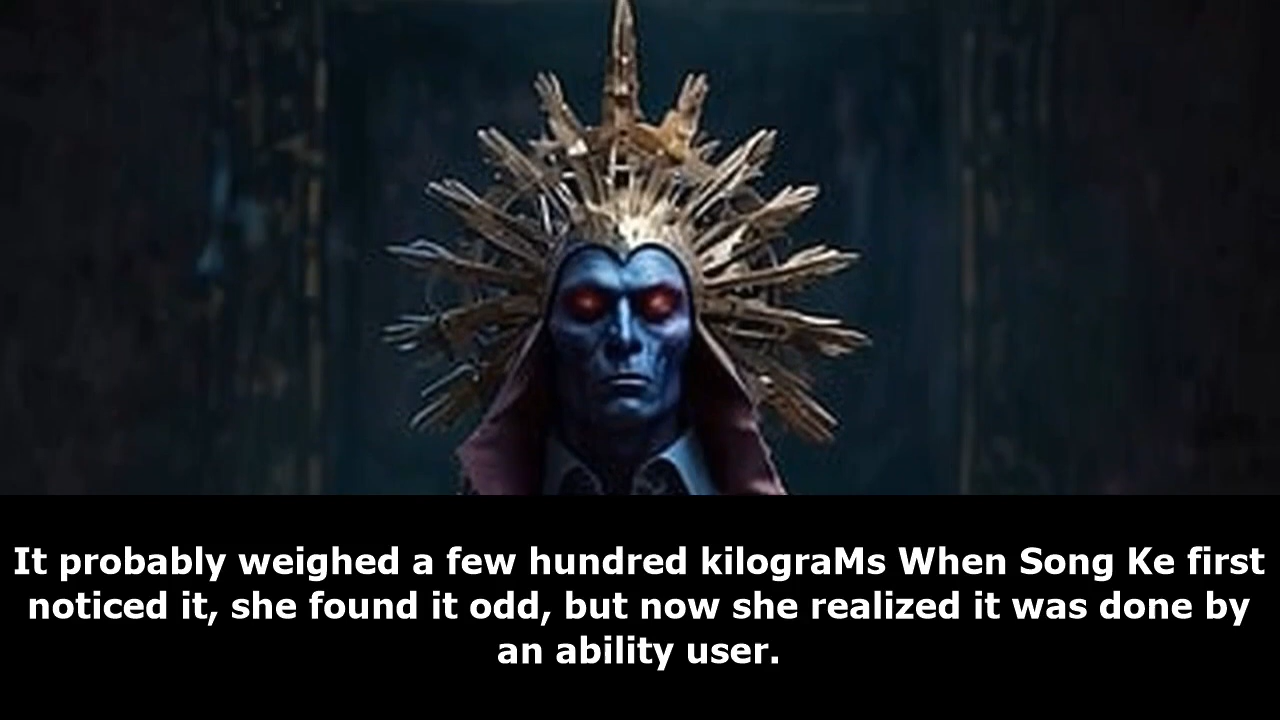 It probably weighed a few hundred kilograMs When Song Ke first
noticed it, she found it odd, but now she realized it was done by
an ability user.